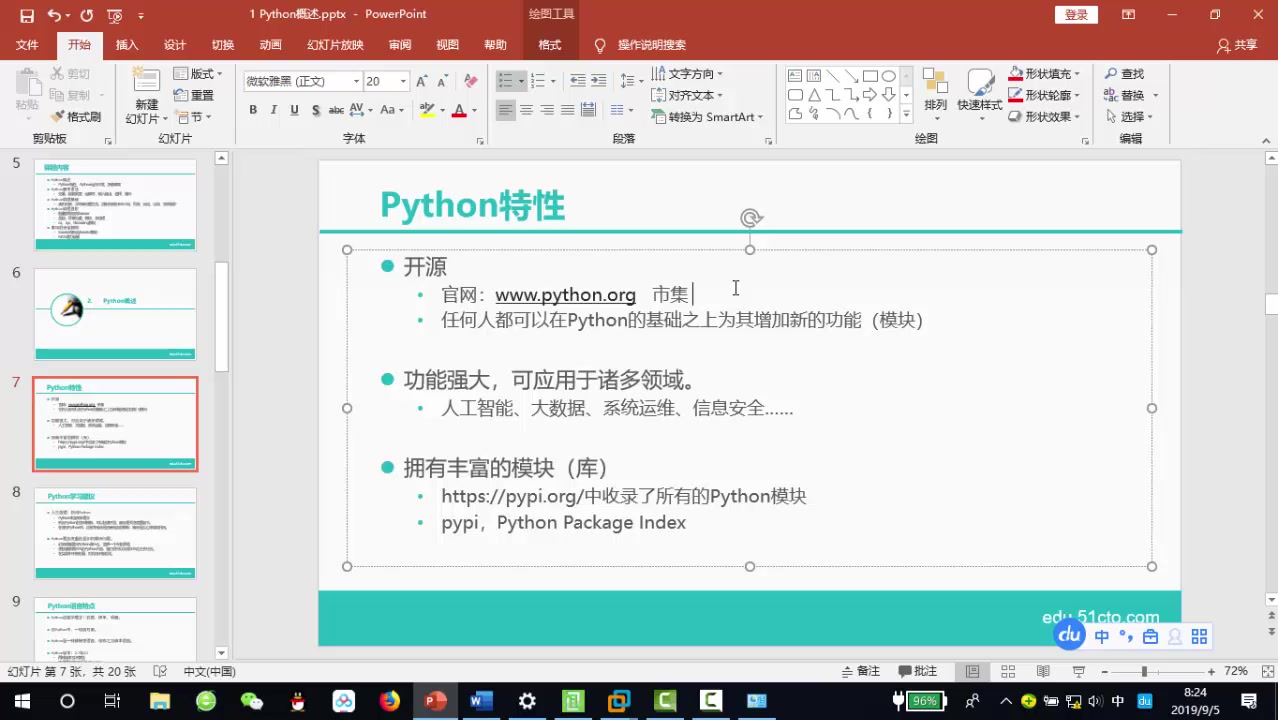 1 Python概述.pptx - PowerPoint
绘图工具
登录
文件 开始 插入 设计 切换 动画 幻灯片放映 审阅 视图 帮助 格式 操作说明搜索 共享
粘贴 剪切 复制 格式刷 剪贴板
新建 幻灯片 版式 重置 节 幻灯片
微软雅黑 (正文) 20
B I U S abc AV Aa A
字体
文字方向 对齐文本 转换为 SmartArt 段落
排列 快速样式 形状填充 形状轮廓 形状效果 绘图
查找 替换 选择 编辑
5
课题内容
6
2. Python概述
7
Python特性
8
Python学习建议
9
Python语言特点
Python特性
开源
官网：www.python.org 市集
任何人都可以在Python的基础之上为其增加新的功能（模块）
功能强大，可应用于诸多领域。
人工智能、大数据、系统运维、信息安全......
拥有丰富的模块（库）
https://pypi.org/中收录了所有的Python模块
pypi，Python Package Index
edu.51cto.com
du 中
幻灯片 第 7 张，共 20 张 中文(中国) 备注 批注 72%
96% 中 du 8:24
2019/9/5